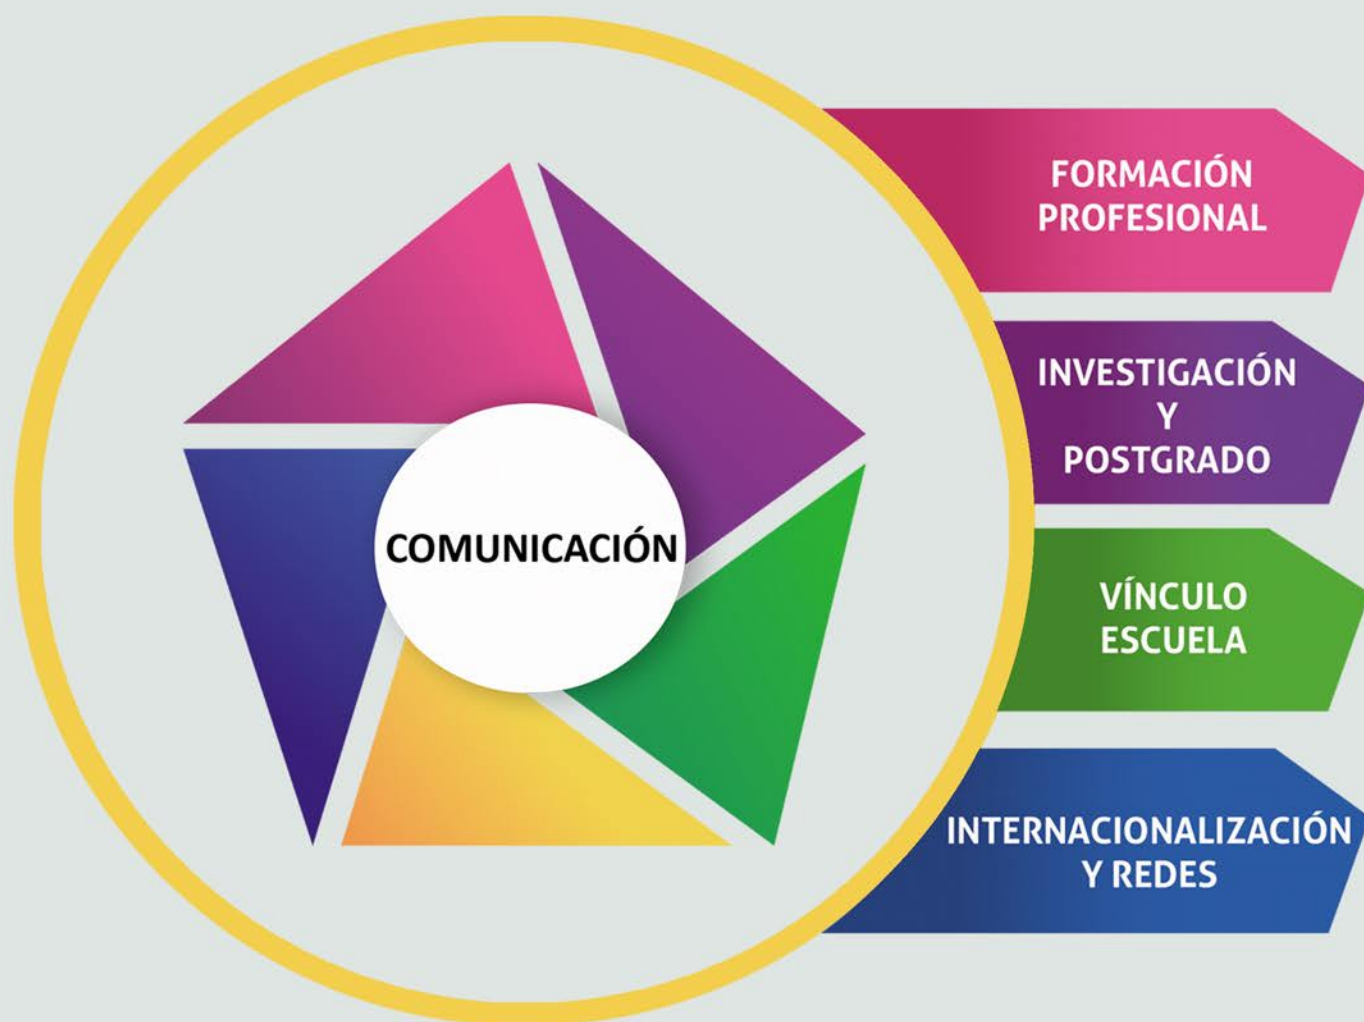 FORMACIÓN
PROFESIONAL
INVESTIGACIÓN
Y
POSTGRADO
COMUNICACIÓN
VÍNCULO
ESCUELA
INTERNACIONALIZACIÓN
Y REDES